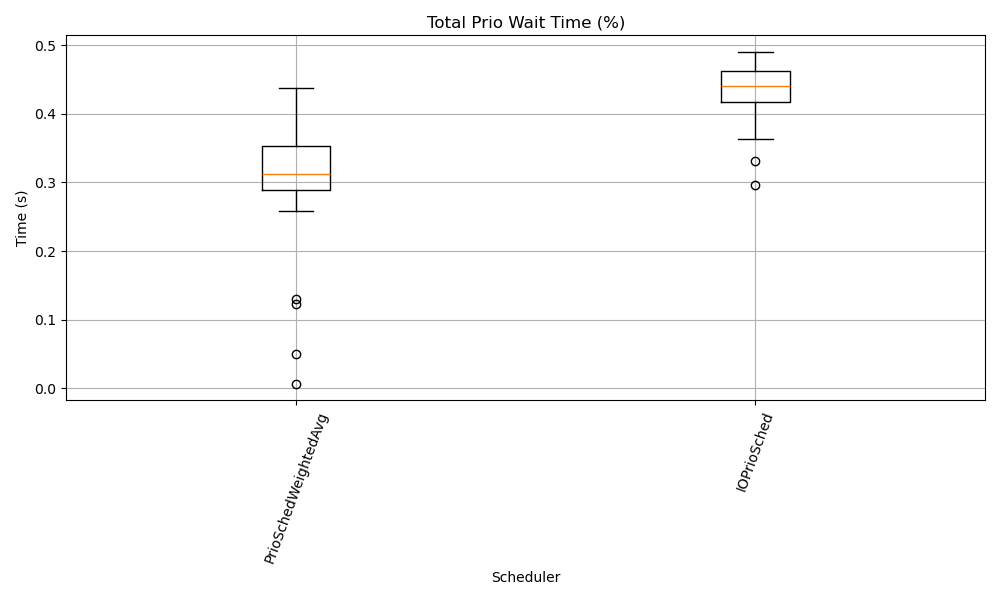 Total Prio Wait Time (%)
Time (s)
0.5
0.4
0.3
0.2
0.1
0.0
PrioSchedWeightedAvg
IOPrioSched
Scheduler